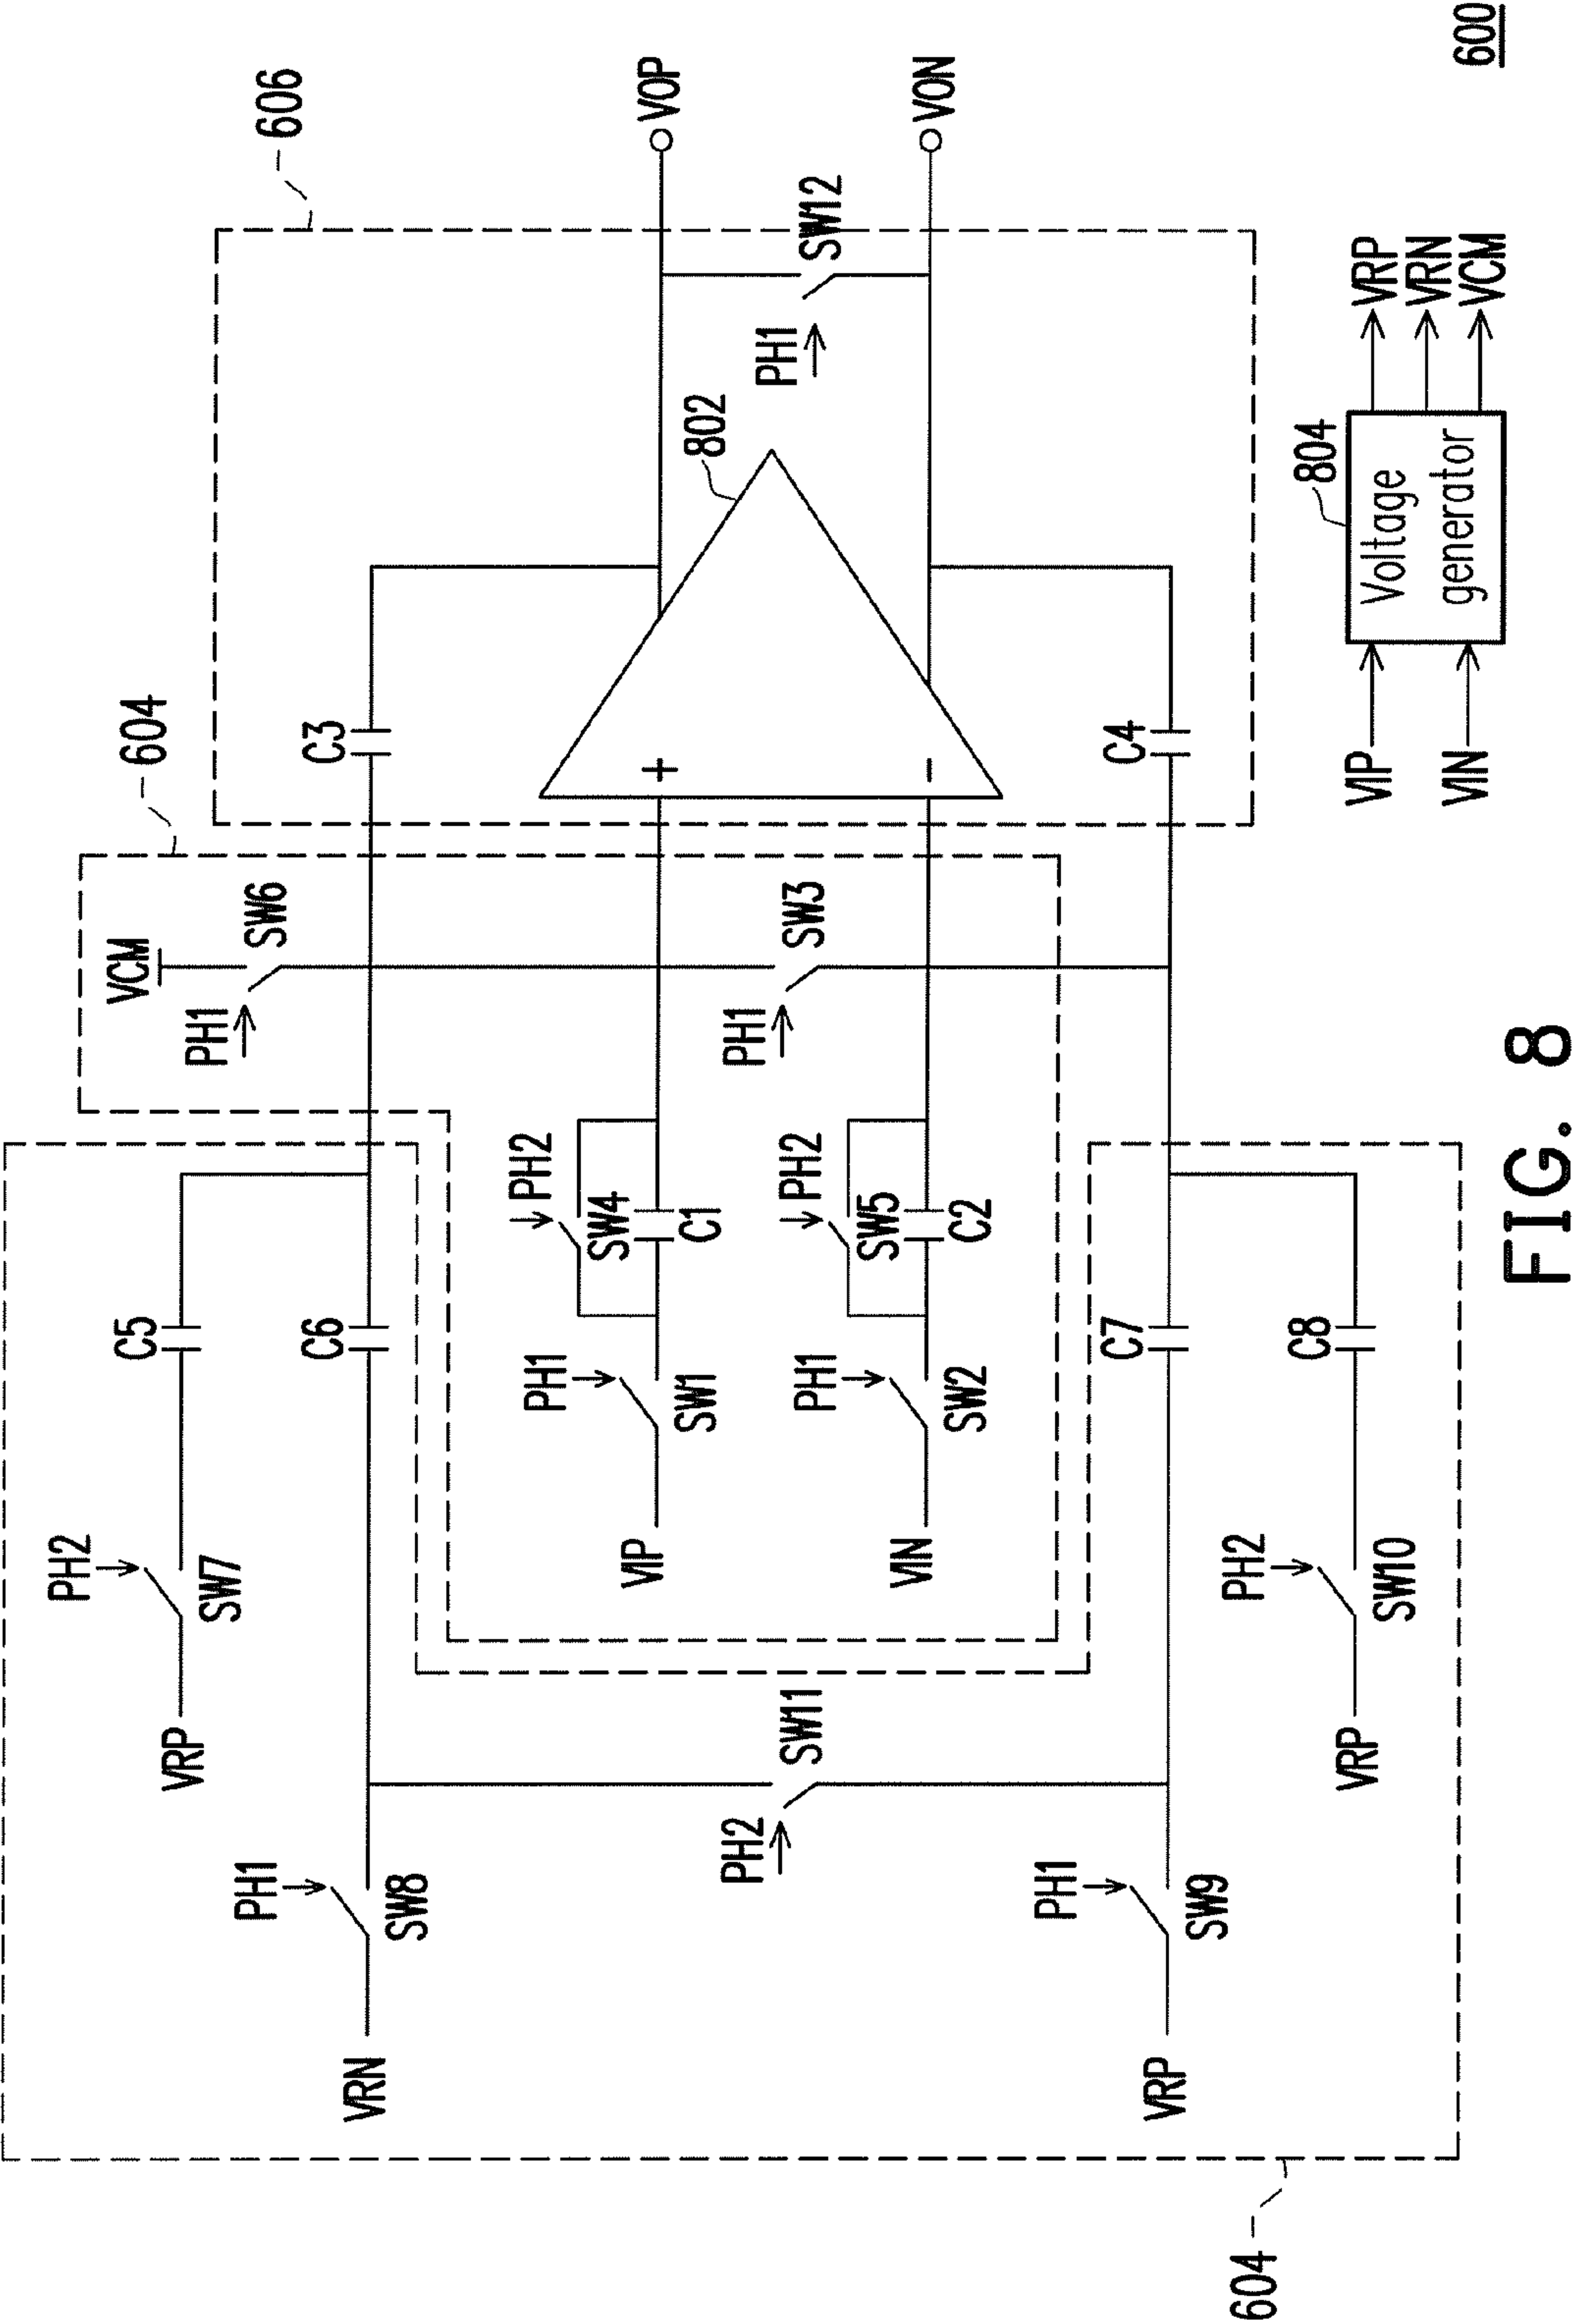 604
606
VCM
PH1
SW6
PH2
SW7
VRP
C5
C6
C3
PH1
SW8
VRN
PH2
SW4
C1
PH1
SW1
VIP
+
802
VOP
PH2
SW11
PH1
SW3
PH1
SW12
PH2
SW5
C2
PH1
SW2
VIN
-
VON
PH1
SW9
VRP
C7
C4
PH2
SW10
VRP
C8
604
VIP
VIN
804
Voltage
generator
VRP
VRN
VCM
600
FIG. 8